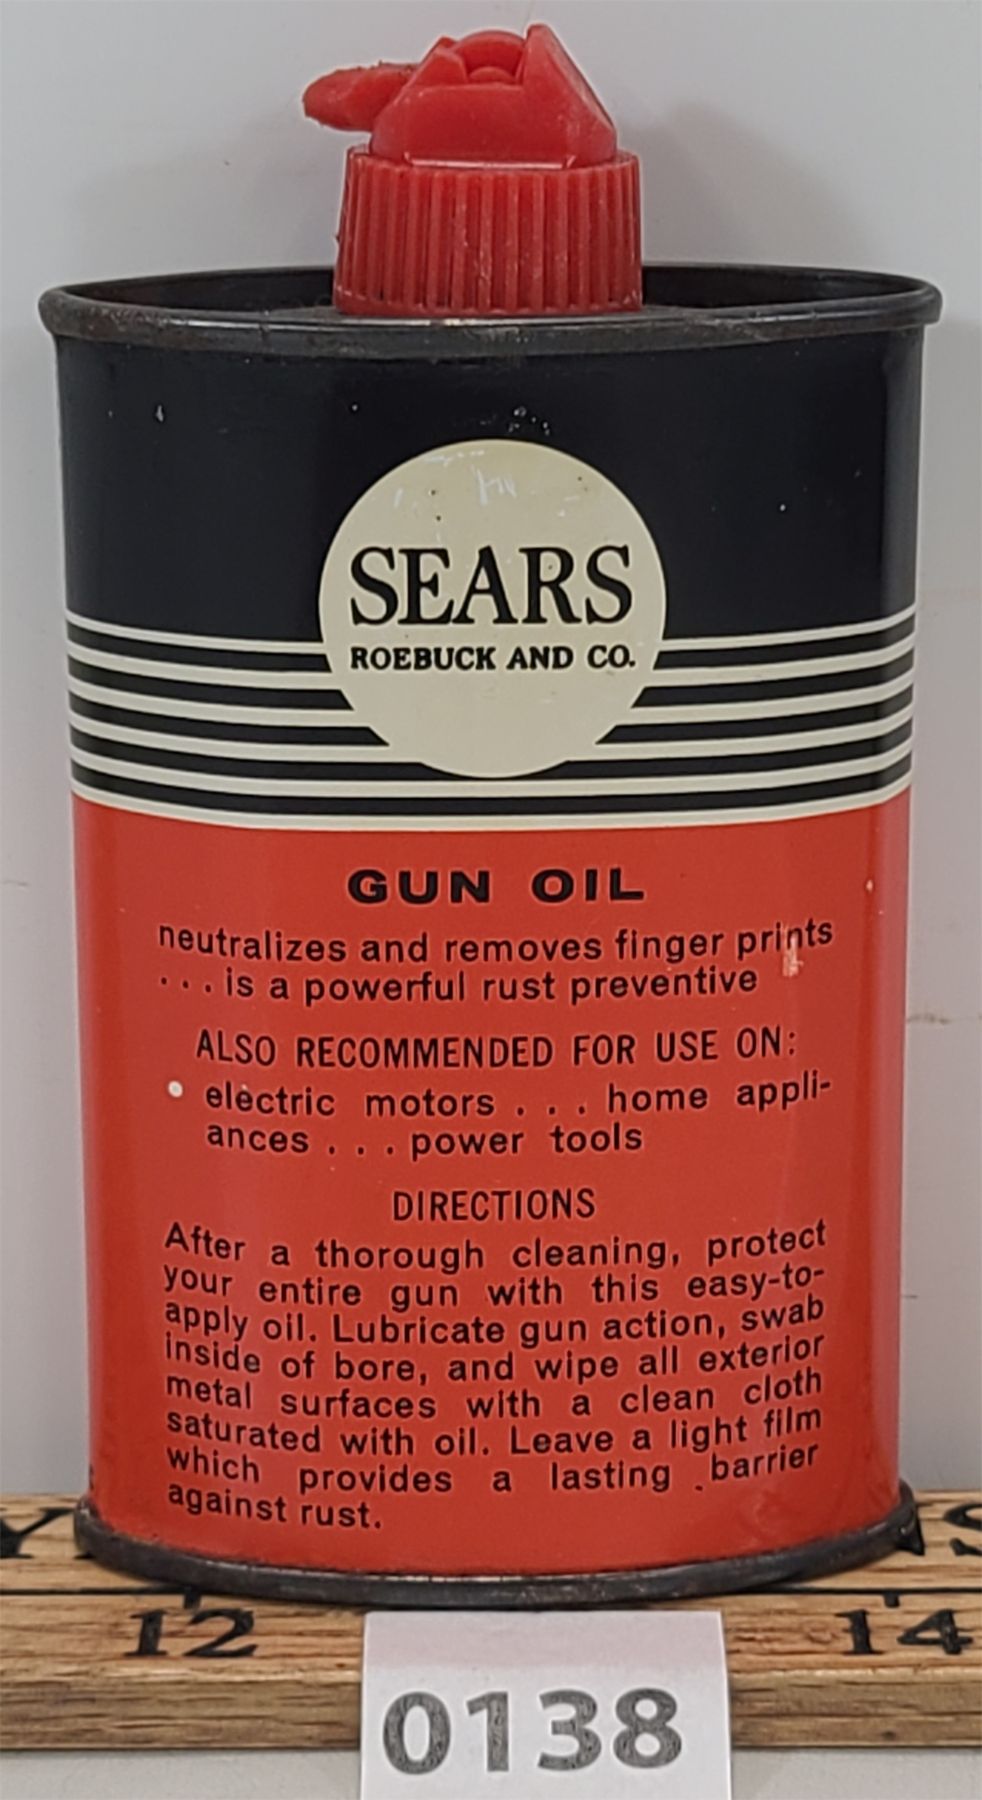 SEARS
ROEBUCK AND CO.
GUN OIL
neutralizes and removes finger prints
. . . is a powerful rust preventive
ALSO RECOMMENDED FOR USE ON:
electric motors . . . home appli-
ances . . . power tools
DIRECTIONS
After a thorough cleaning, protect
your entire gun with this easy-to-
apply oil. Lubricate gun action, swab
inside of bore, and wipe all exterior
metal surfaces with a clean cloth
saturated with oil. Leave a light film
which provides a lasting barrier
against rust.
12
14
0138